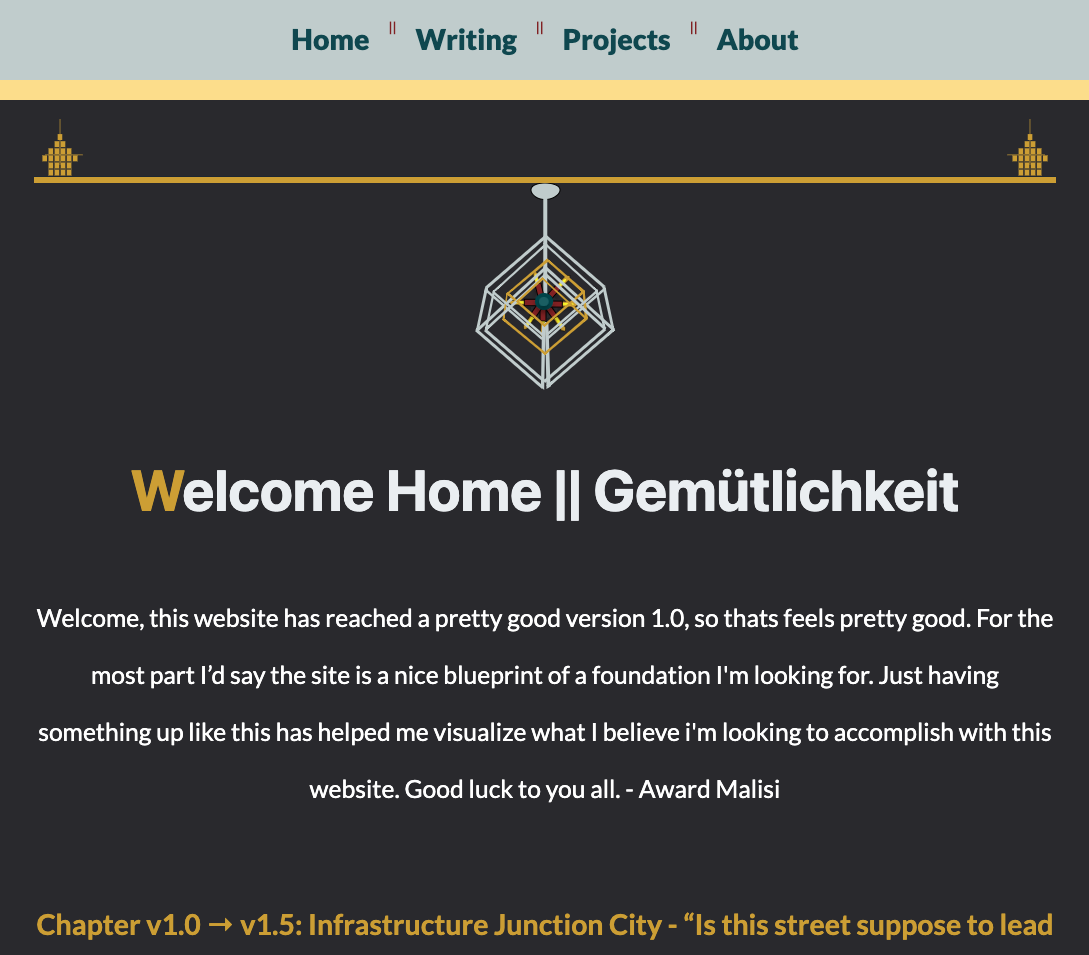 Home || Writing || Projects || About
Welcome Home || Gemütlichkeit
Welcome, this website has reached a pretty good version 1.0, so thats feels pretty good. For the
most part I’d say the site is a nice blueprint of a foundation I'm looking for. Just having
something up like this has helped me visualize what I believe i'm looking to accomplish with this
website. Good luck to you all. - Award Malisi
Chapter v1.0 → v1.5: Infrastructure Junction City - “Is this street suppose to lead